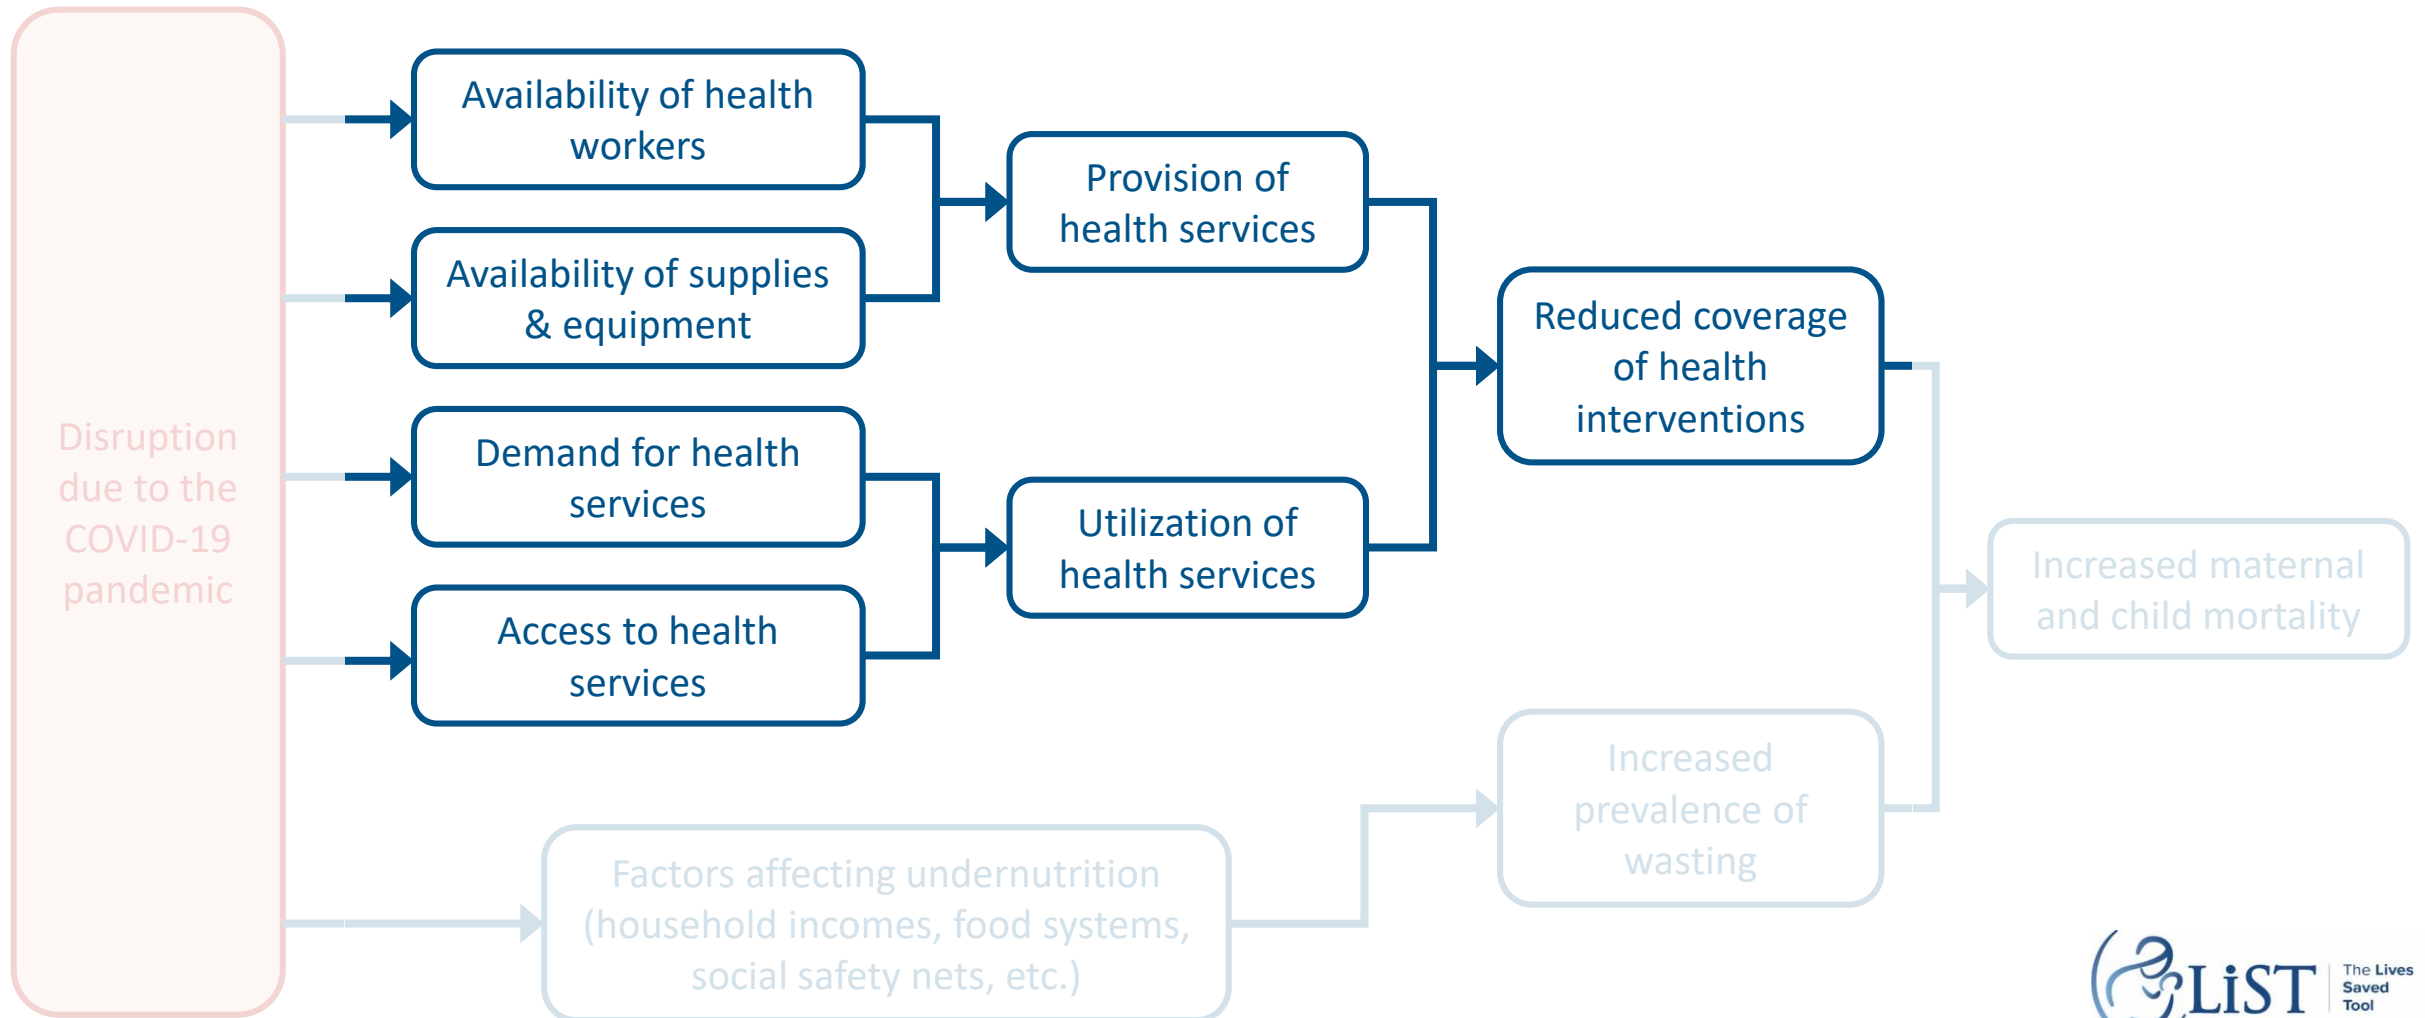 Disruption
due to the
COVID-19
pandemic
Availability of health
workers
Availability of supplies
& equipment
Demand for health
services
Access to health
services
Provision of
health services
Utilization of
health services
Reduced coverage
of health
interventions
Factors affecting undernutrition
(household incomes, food systems,
social safety nets, etc.)
Increased
prevalence of
wasting
Increased maternal
and child mortality
LiST
The Lives
Saved
Tool